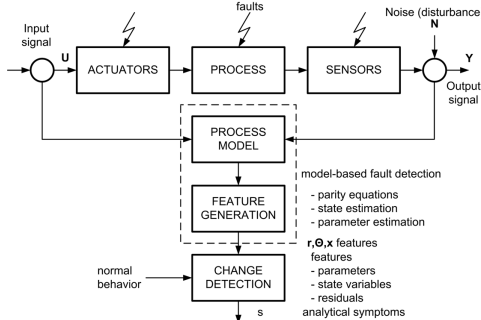 faults
Noise (disturbance
N
Input
signal
U
ACTUATORS
PROCESS
SENSORS
Y
Output
signal
PROCESS
MODEL
model-based fault detection
FEATURE
GENERATION
- parity equations
- state estimation
- parameter estimation
r,Θ,x features
features
normal
behavior
CHANGE
DETECTION
- parameters
- state variables
- residuals
s
analytical symptoms